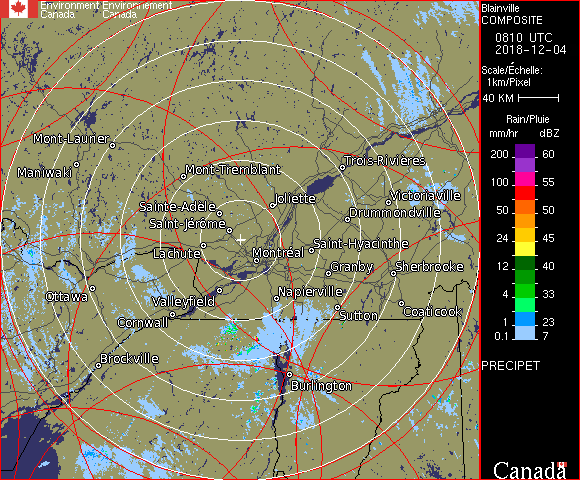 Environment Environnement
Canada Canada
Blainville
COMPOSITE
0810 UTC
2018-12-04
Scale/Échelle:
1km/Pixel
40 KM
Rain/Pluie
mm/hr dBZ
200 60
100 55
50 50
24 45
12 40
4 33
1 23
0.1 7
PRECIPET
Canada
Mont-Laurier
Maniwaki
Mont-Tremblant
Trois-Rivières
Joliette
Victoriaville
Sainte-Adèle
Drummondville
Saint-Jérôme
Lachute
Montréal
Saint-Hyacinthe
Granby
Sherbrooke
Ottawa
Valleyfield
Napierville
Cornwall
Sutton
Coaticook
Brockville
Burlington